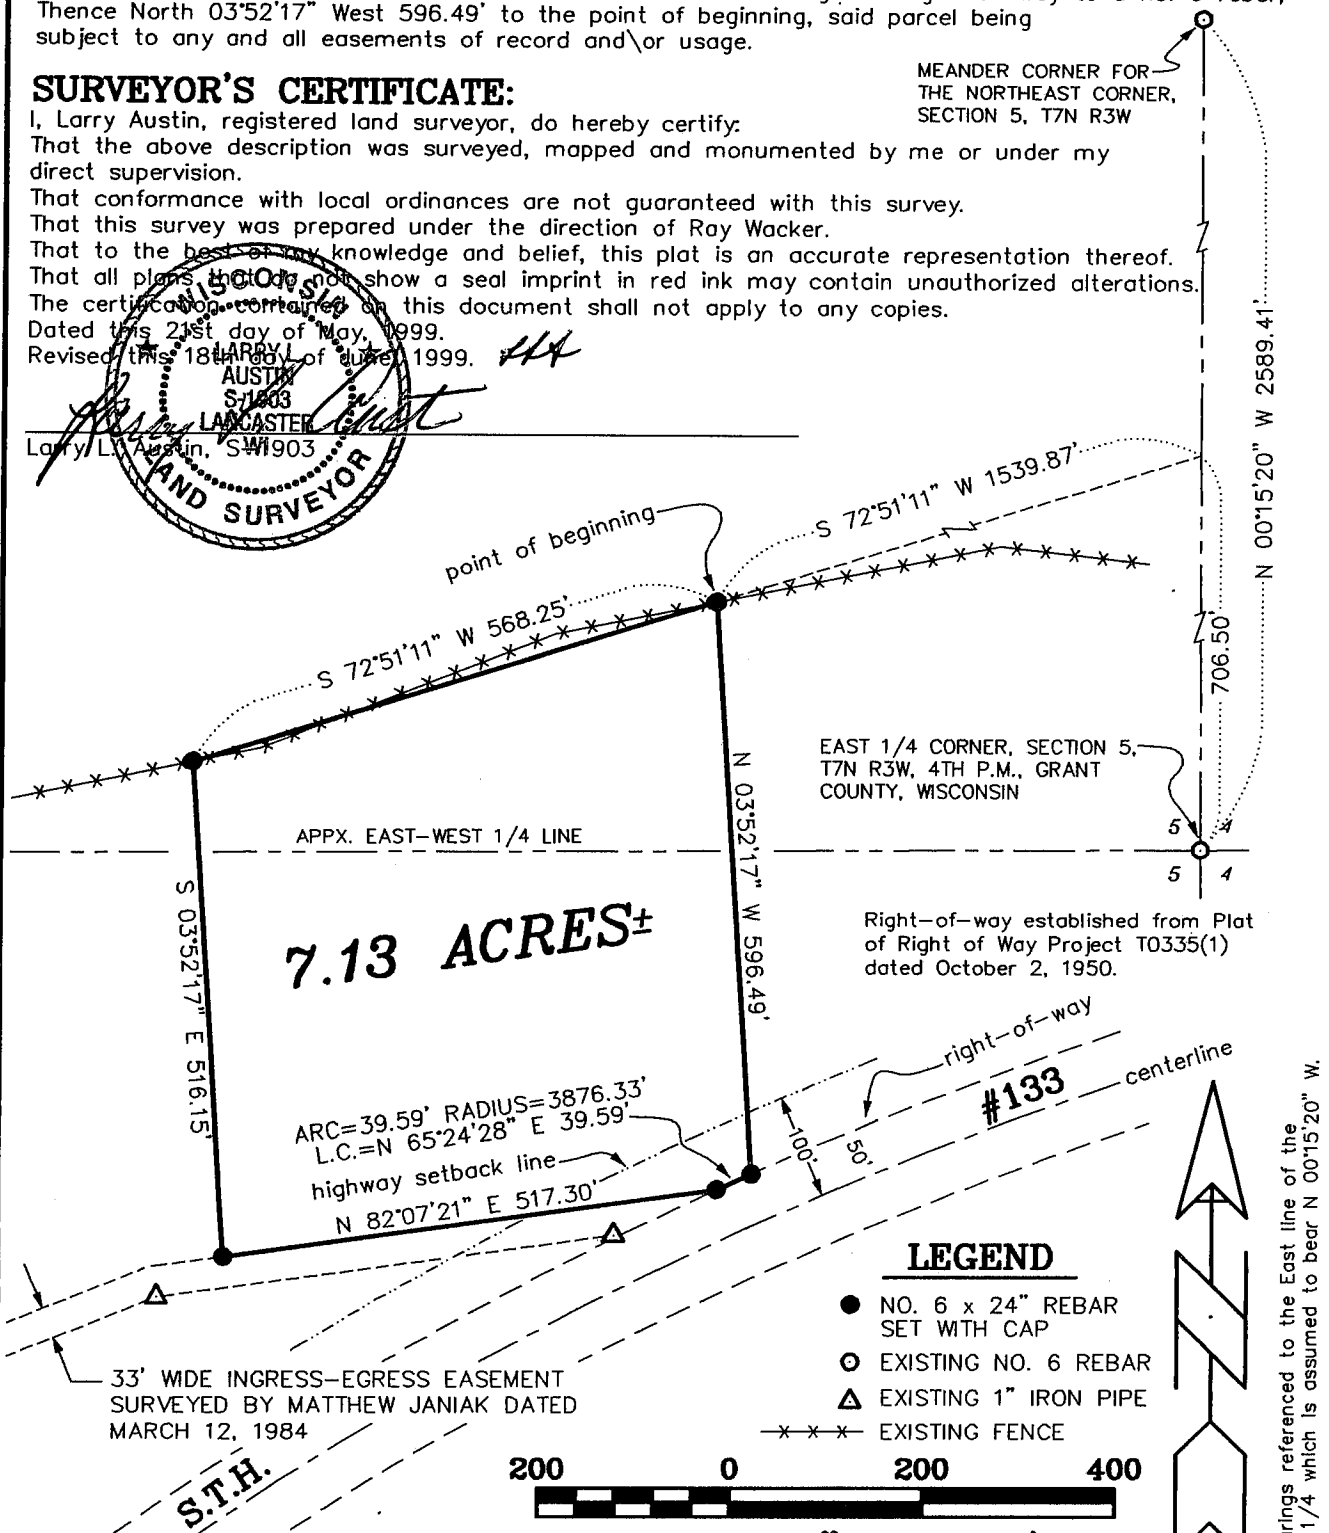 Thence North 03°52'17" West 596.49' to the point of beginning, said parcel being
subject to any and all easements of record and\or usage.
SURVEYOR'S CERTIFICATE:
I, Larry Austin, registered land surveyor, do hereby certify:
That the above description was surveyed, mapped and monumented by me or under my
direct supervision.
That conformance with local ordinances are not guaranteed with this survey.
That this survey was prepared under the direction of Ray Wacker.
That to the best of my knowledge and belief, this plat is an accurate representation thereof.
That all plans that do not show a seal imprint in red ink may contain unauthorized alterations.
The certification contained on this document shall not apply to any copies.
Dated this 21st day of May, 1999.
Revised this 18th day of June, 1999.
Larry L. Austin, S-1903
WISCONSIN
LARRY L.
AUSTIN
S-1903
LANCASTER
WI
LAND SURVEYOR
MEANDER CORNER FOR
THE NORTHEAST CORNER,
SECTION 5, T7N R3W
N 00°15'20" W 2589.41'
S 72°51'11" W 1539.87'
point of beginning
S 72°51'11" W 568.25'
706.50'
EAST 1/4 CORNER, SECTION 5,
T7N R3W, 4TH P.M., GRANT
COUNTY, WISCONSIN
5 4
5 4
APPX. EAST-WEST 1/4 LINE
N 03°52'17" W 596.49'
S 03°52'17" E 516.15'
7.13 ACRES±
Right-of-way established from Plat
of Right of Way Project T0335(1)
dated October 2, 1950.
right-of-way
#133
centerline
ARC=39.59' RADIUS=3876.33'
L.C.=N 65°24'28" E 39.59'
highway setback line
N 82°07'21" E 517.30'
100'
50'
33' WIDE INGRESS-EGRESS EASEMENT
SURVEYED BY MATTHEW JANIAK DATED
MARCH 12, 1984
S.T.H.
LEGEND
NO. 6 x 24" REBAR
SET WITH CAP
EXISTING NO. 6 REBAR
EXISTING 1" IRON PIPE
EXISTING FENCE
200 0 200 400
N
rings referenced to the East line of the
1/4 which is assumed to bear N 00°15'20" W.